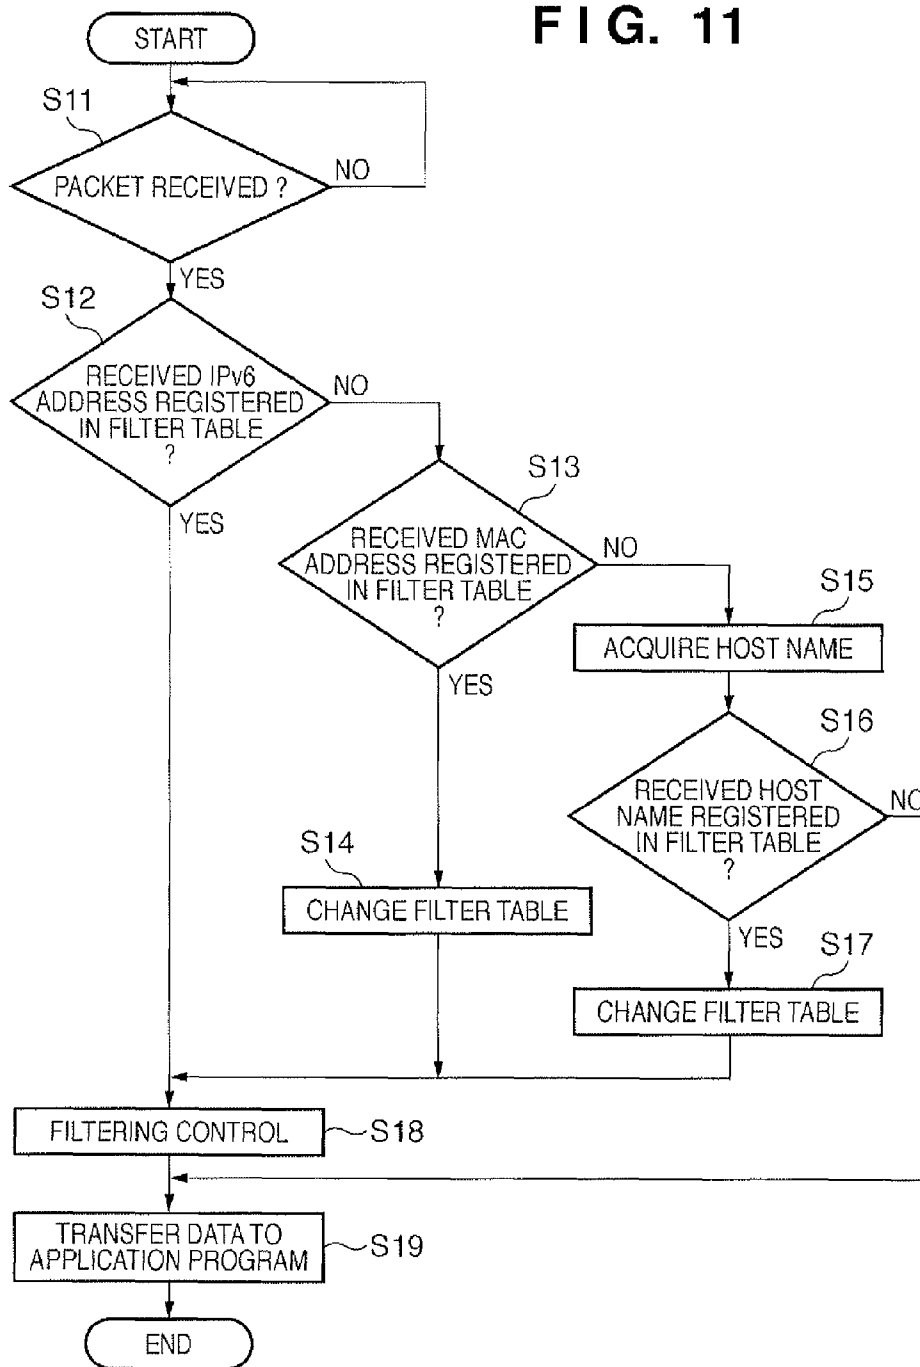 FIG. 11
START
S11
PACKET RECEIVED ?
NO
YES
S12
RECEIVED IPv6
ADDRESS REGISTERED
IN FILTER TABLE
?
NO
YES
S13
RECEIVED MAC
ADDRESS REGISTERED
IN FILTER TABLE
?
NO
YES
S15
ACQUIRE HOST NAME
S16
RECEIVED HOST
NAME REGISTERED
IN FILTER TABLE
?
NO
YES
S14
CHANGE FILTER TABLE
S17
CHANGE FILTER TABLE
FILTERING CONTROL
S18
TRANSFER DATA TO
APPLICATION PROGRAM
S19
END